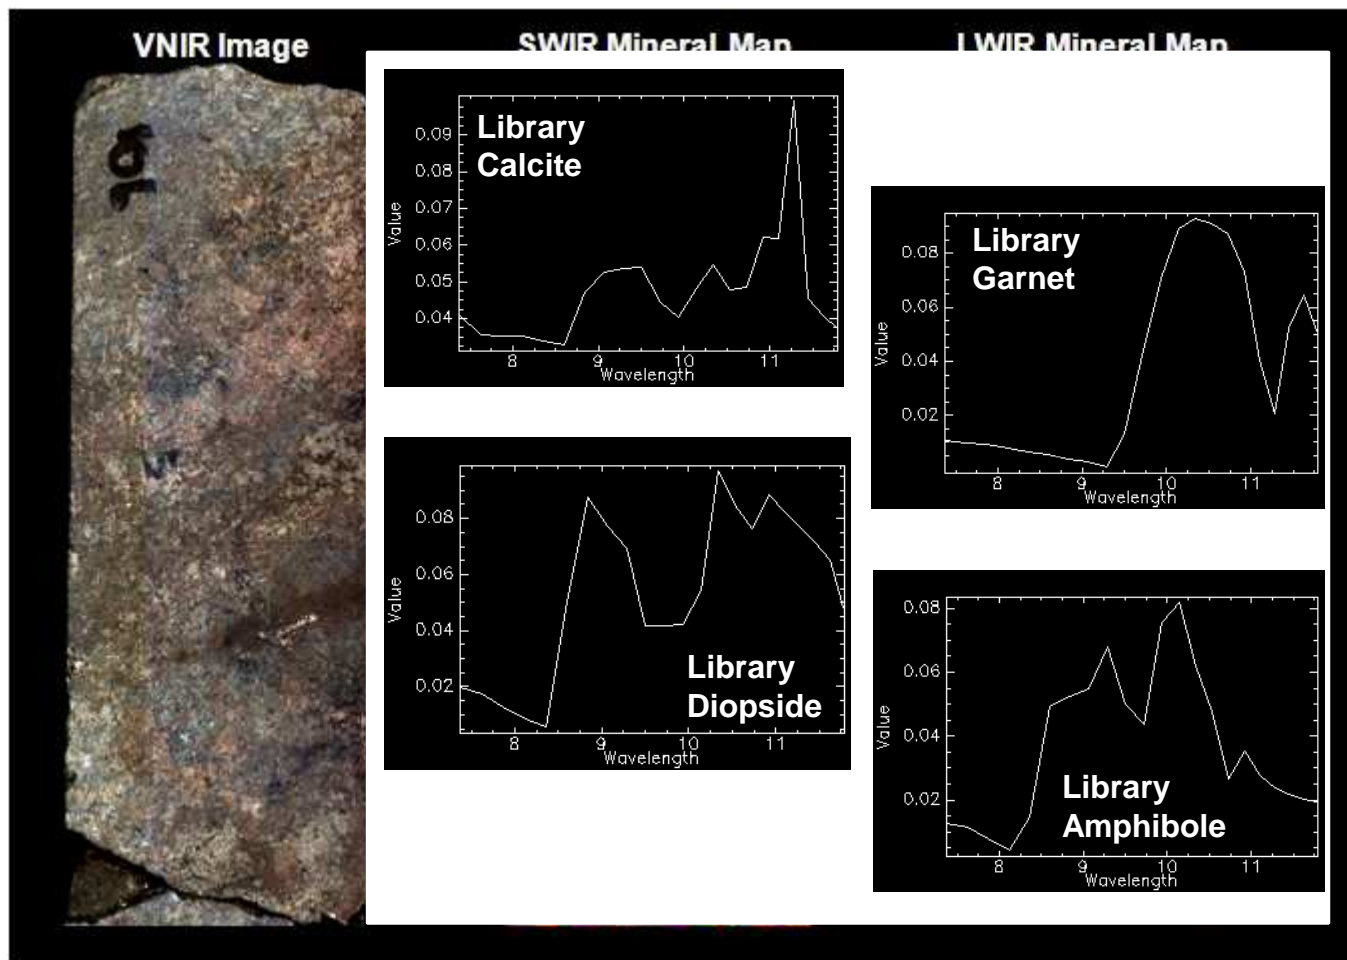 VNIR Image
SWIR Mineral Map
LWIR Mineral Map
Library
Calcite
0.09
0.08
0.07
0.06
0.05
0.04
Value
8
9
10
11
Wavelength
Library
Garnet
0.08
0.06
0.04
0.02
Value
8
9
10
11
Wavelength
0.08
0.06
0.04
0.02
Value
Library
Diopside
8
9
10
11
Wavelength
0.08
0.06
0.04
0.02
Value
Library
Amphibole
8
9
10
11
Wavelength